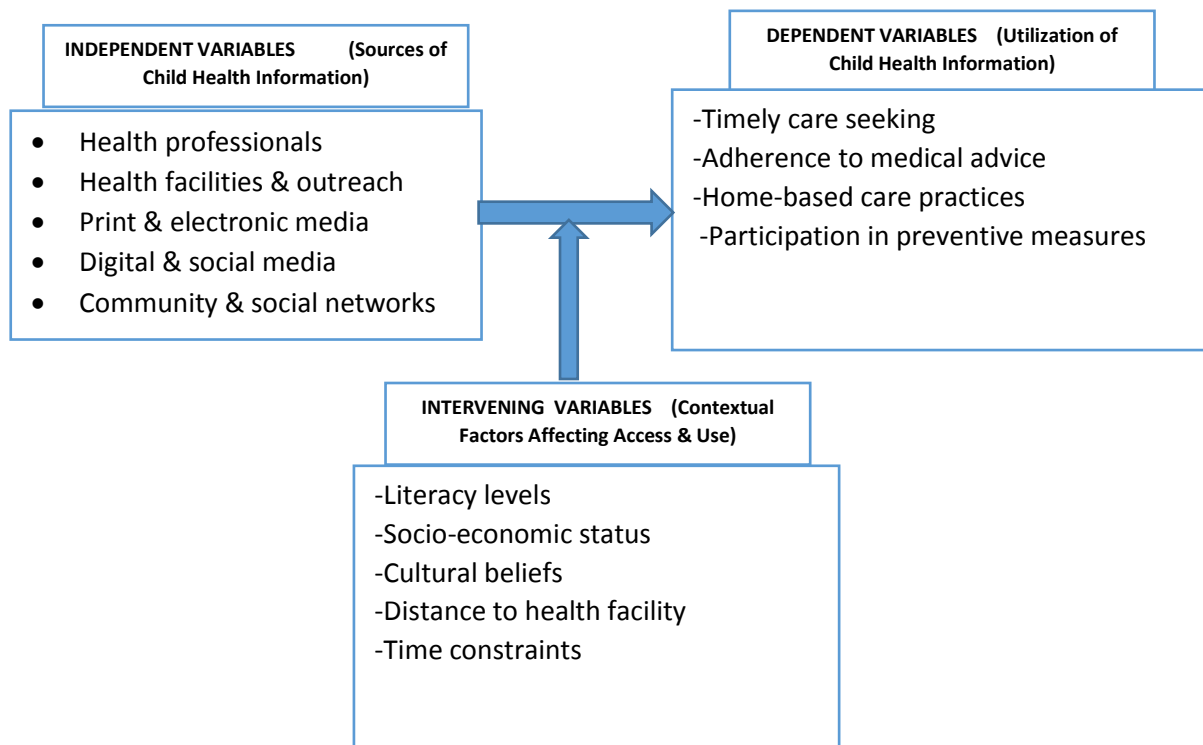 INDEPENDENT VARIABLES (Sources of
Child Health Information)
• Health professionals
• Health facilities & outreach
• Print & electronic media
• Digital & social media
• Community & social networks
DEPENDENT VARIABLES (Utilization of
Child Health Information)
-Timely care seeking
-Adherence to medical advice
-Home-based care practices
-Participation in preventive measures
INTERVENING VARIABLES (Contextual
Factors Affecting Access & Use)
-Literacy levels
-Socio-economic status
-Cultural beliefs
-Distance to health facility
-Time constraints